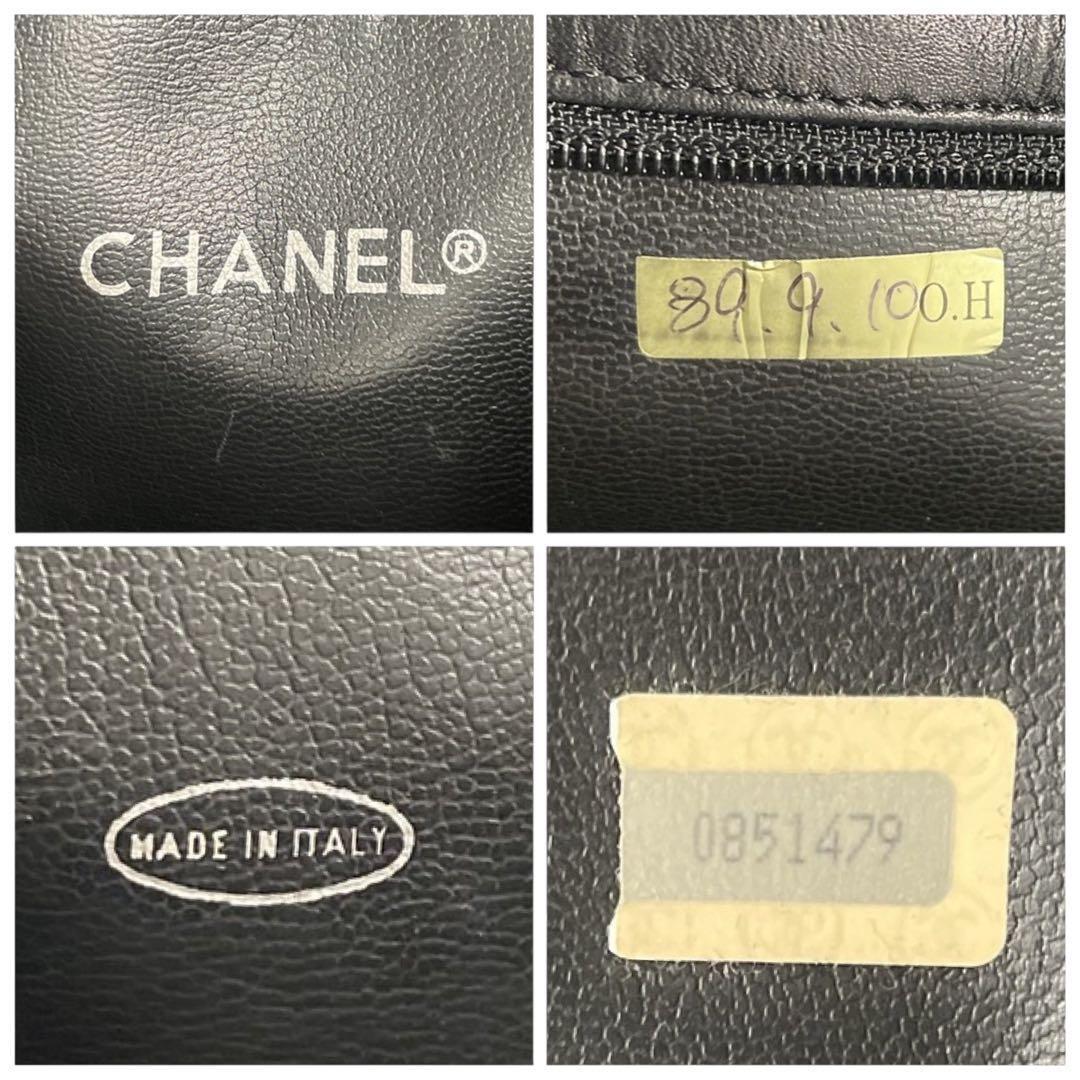 CHANEL®
89.9.100.H
MADE IN ITALY
0851479